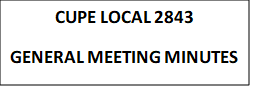 CUPE LOCAL 2843
GENERAL MEETING MINUTES